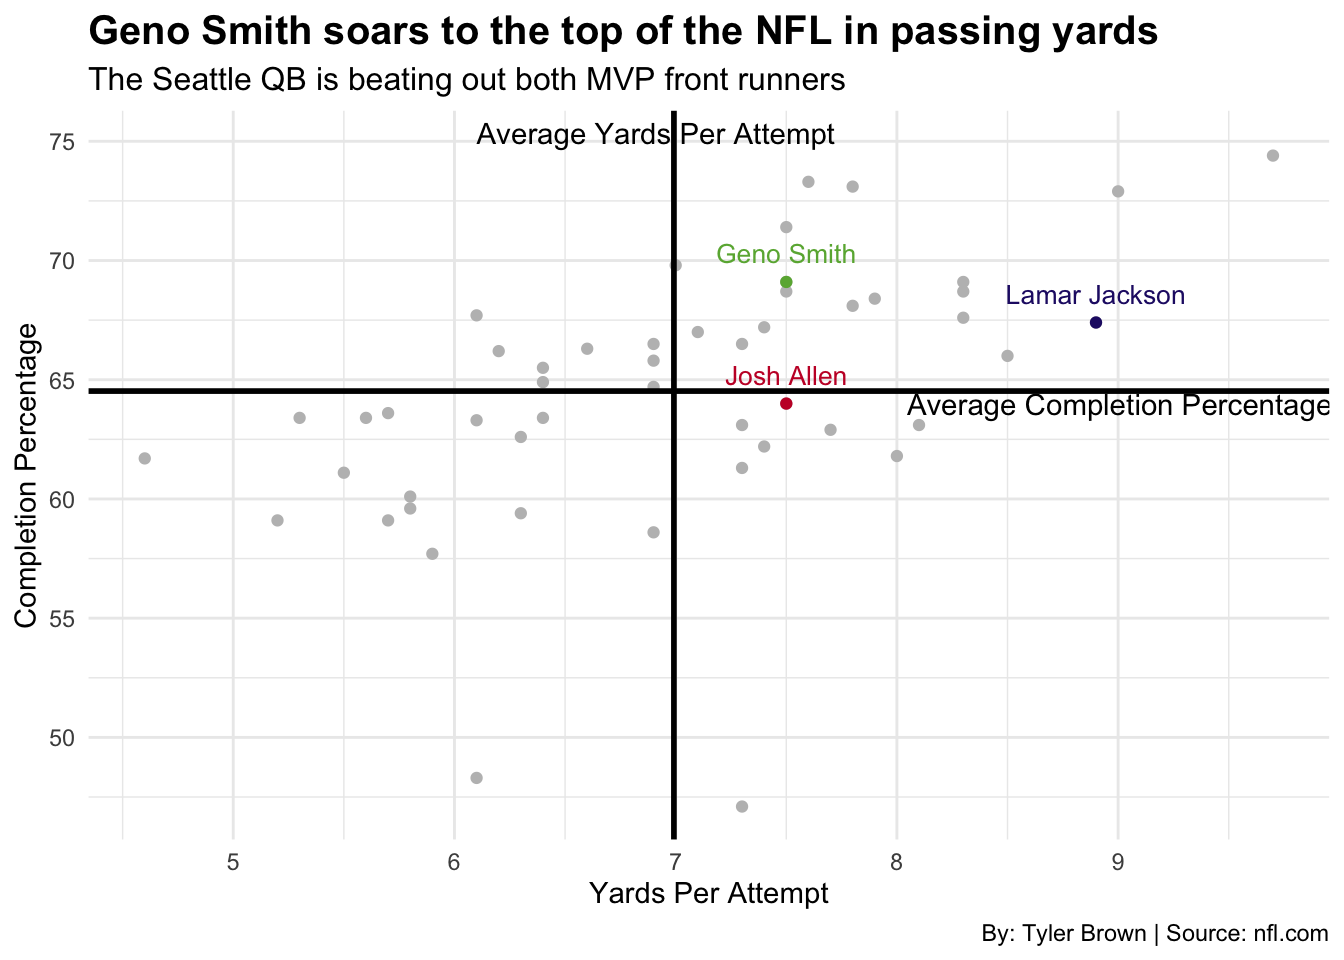 Geno Smith soars to the top of the NFL in passing yards
The Seattle QB is beating out both MVP front runners
Average Yards Per Attempt
75
70
65
60
55
50
Geno Smith
Lamar Jackson
Josh Allen
Average Completion Percentage
Completion Percentage
5
6
7
8
9
Yards Per Attempt
By: Tyler Brown | Source: nfl.com